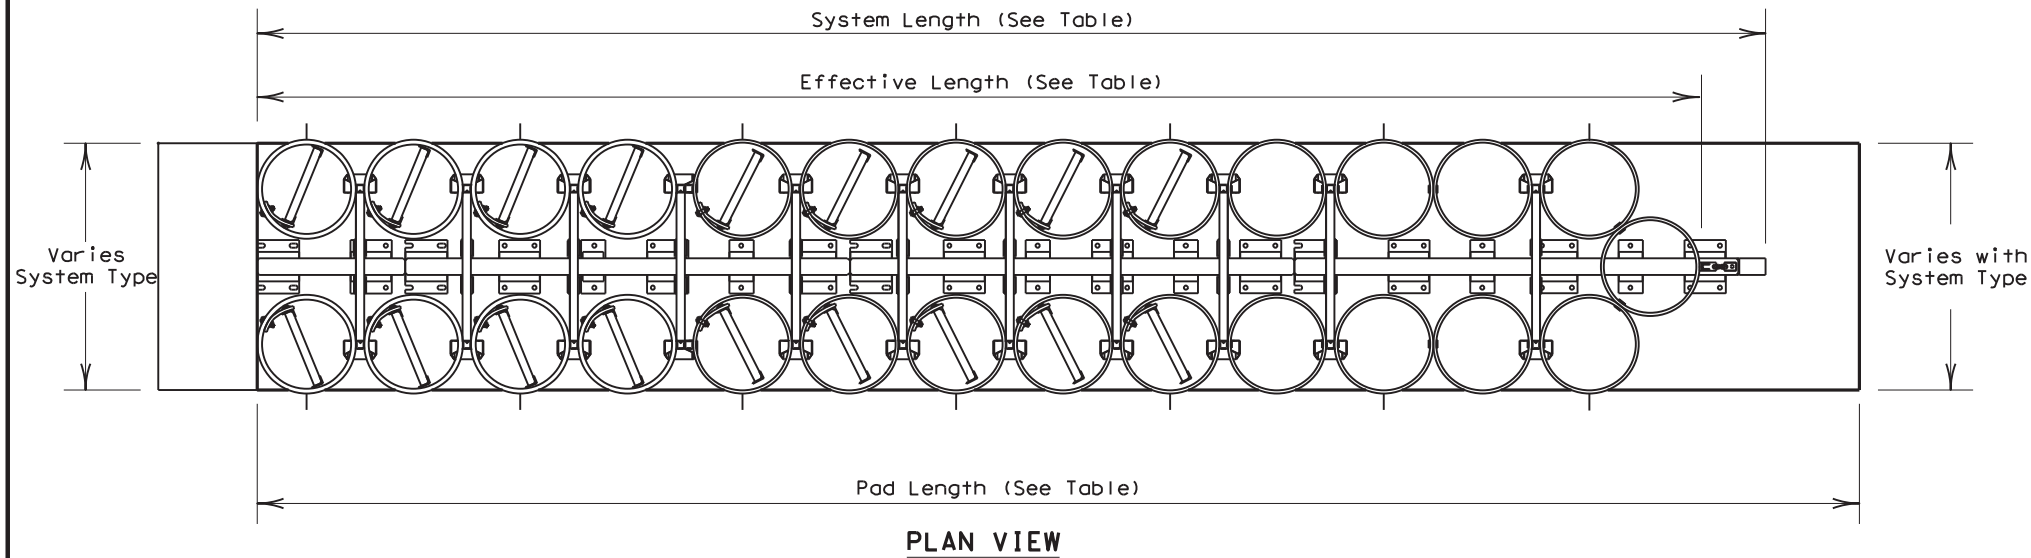 System Length (See Table)
Effective Length (See Table)
Varies
System Type
Varies with
System Type
Pad Length (See Table)
PLAN VIEW